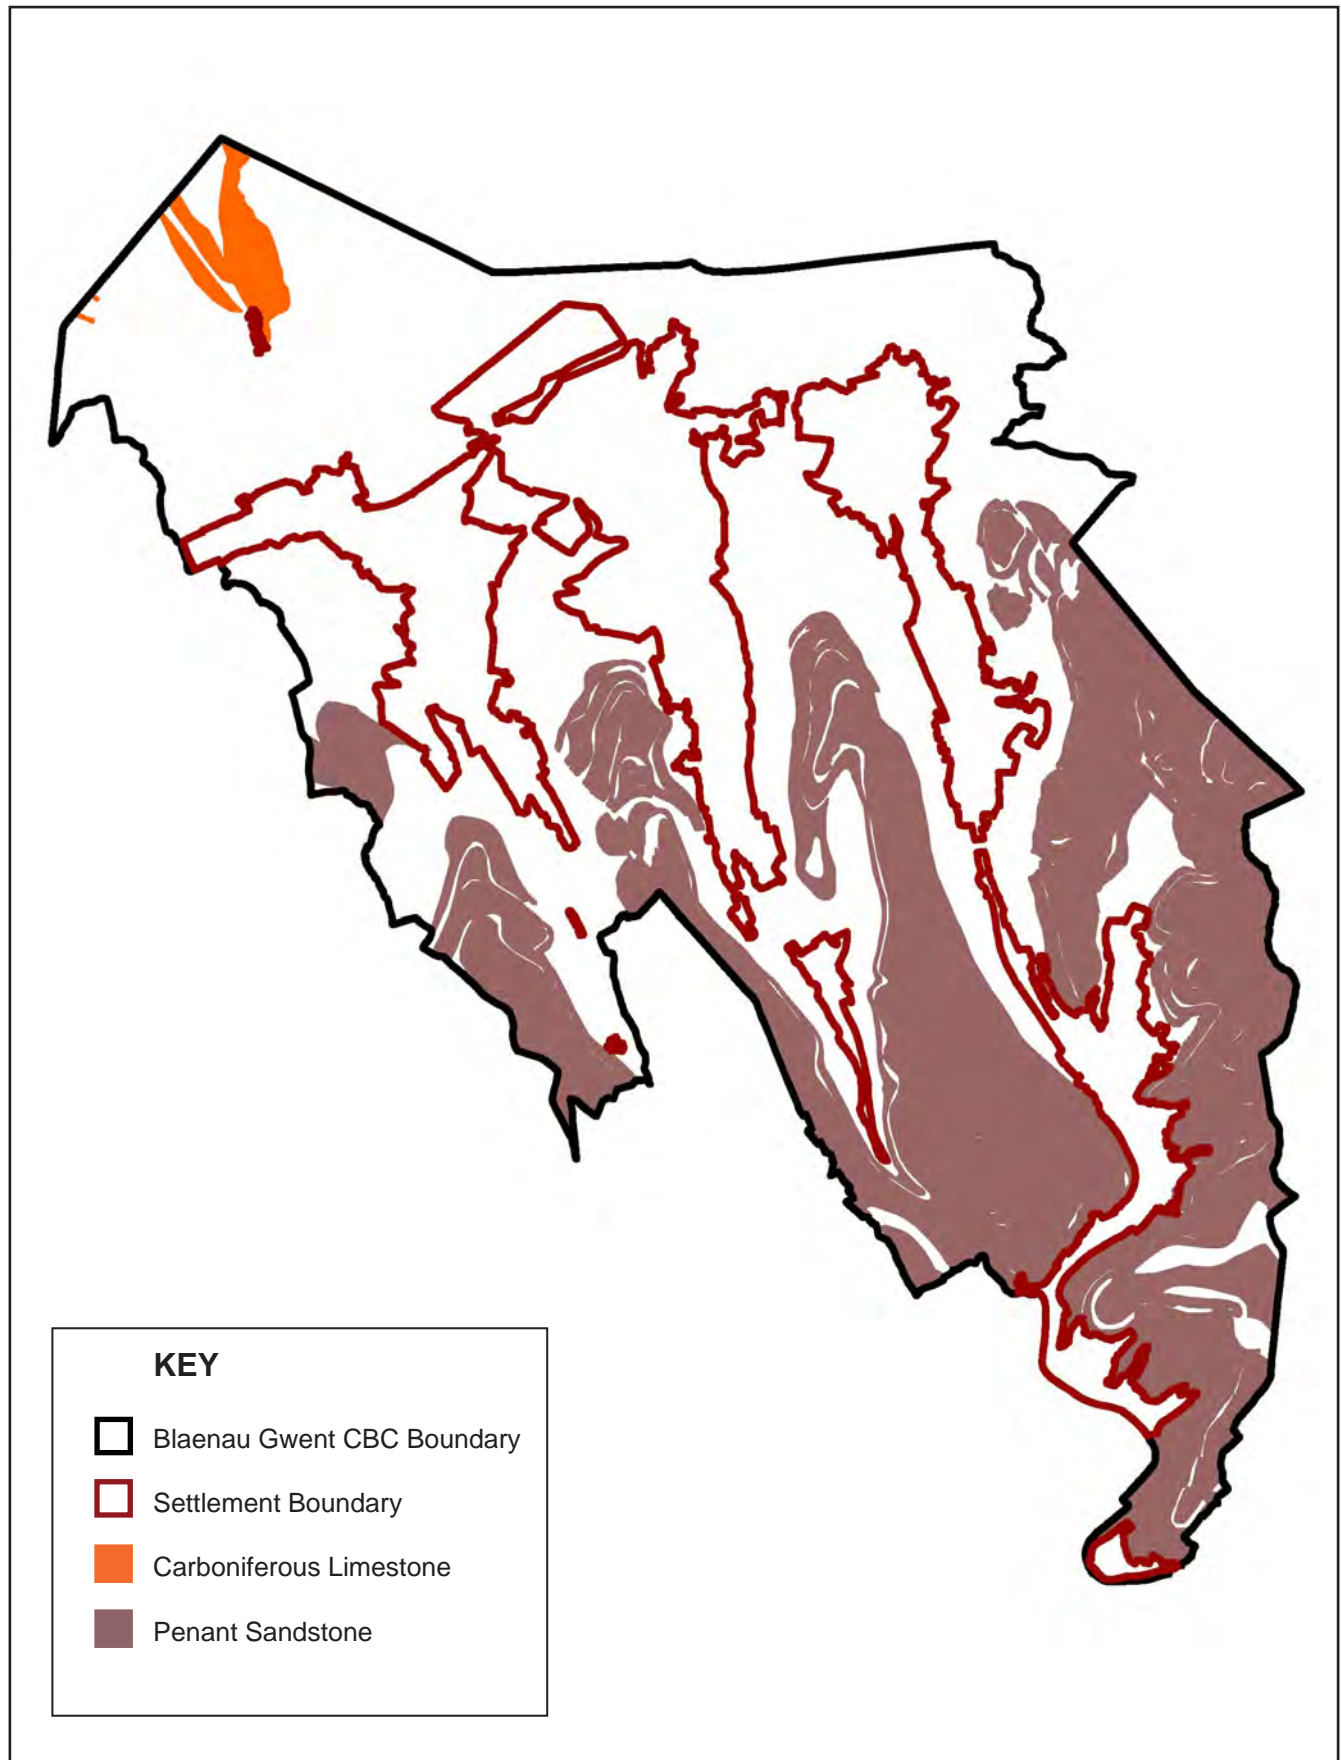 KEY
Blaenau Gwent CBC Boundary
Settlement Boundary
Carboniferous Limestone
Penant Sandstone